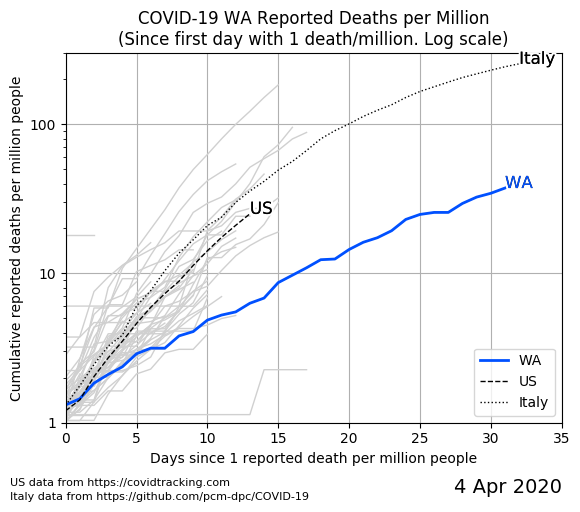 COVID-19 WA Reported Deaths per Million
(Since first day with 1 death/million. Log scale)
Cumulative reported deaths per million people
100
10
1
Italy
WA
US
WA
US
Italy
0 5 10 15 20 25 30 35
Days since 1 reported death per million people
US data from https://covidtracking.com
Italy data from https://github.com/pcm-dpc/COVID-19
4 Apr 2020